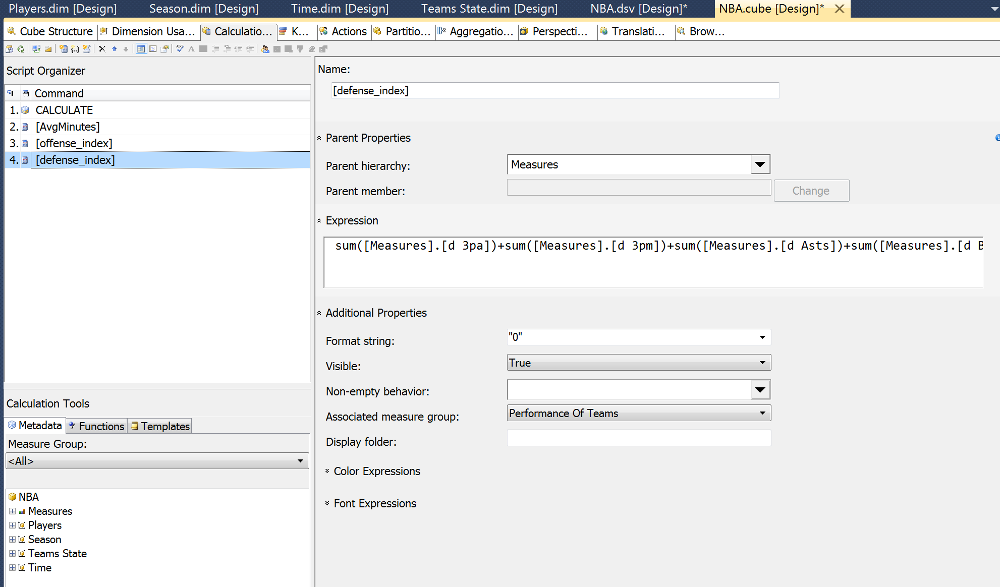 Players.dim [Design] Season.dim [Design] Time.dim [Design] Teams State.dim [Design] NBA.dsv [Design]* NBA.cube [Design]*
Cube Structure Dimension Usa... Calculatio... K... Actions Partitio... Aggregatio... Perspecti... Translati... Brow...
Script Organizer
Command
1. CALCULATE
2. [AvgMinutes]
3. [offense_index]
4. [defense_index]
Calculation Tools
Metadata Functions Templates
Measure Group:
<All>
NBA
Measures
Players
Season
Teams State
Time
Name:
[defense_index]
Parent Properties
Parent hierarchy: Measures
Parent member: Change
Expression
sum([Measures].[d 3pa])+sum([Measures].[d 3pm])+sum([Measures].[d Asts])+sum([Measures].[d B
Additional Properties
Format string: "0"
Visible: True
Non-empty behavior:
Associated measure group: Performance Of Teams
Display folder:
Color Expressions
Font Expressions